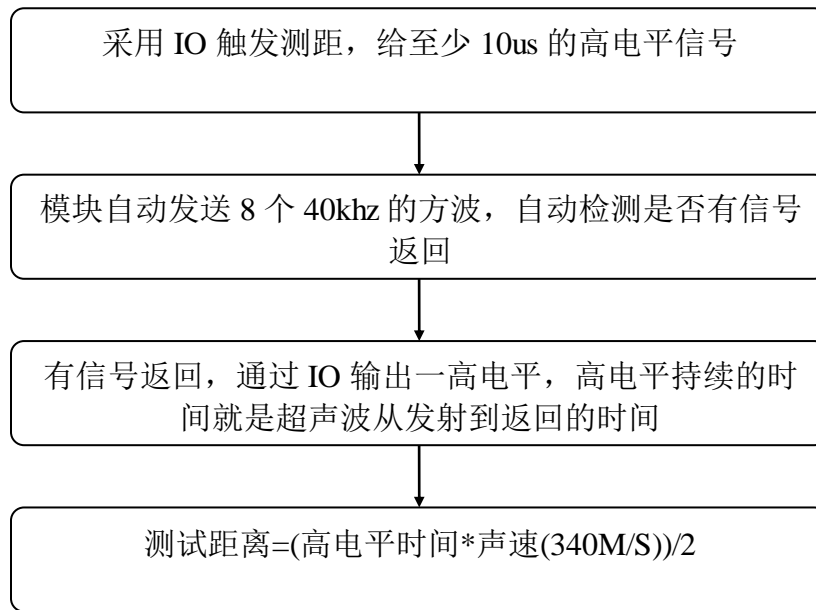 采用 IO 触发测距，给至少 10us 的高电平信号
模块自动发送 8 个 40khz 的方波，自动检测是否有信号
返回
有信号返回，通过 IO 输出一高电平，高电平持续的时
间就是超声波从发射到返回的时间
测试距离=(高电平时间*声速(340M/S))/2